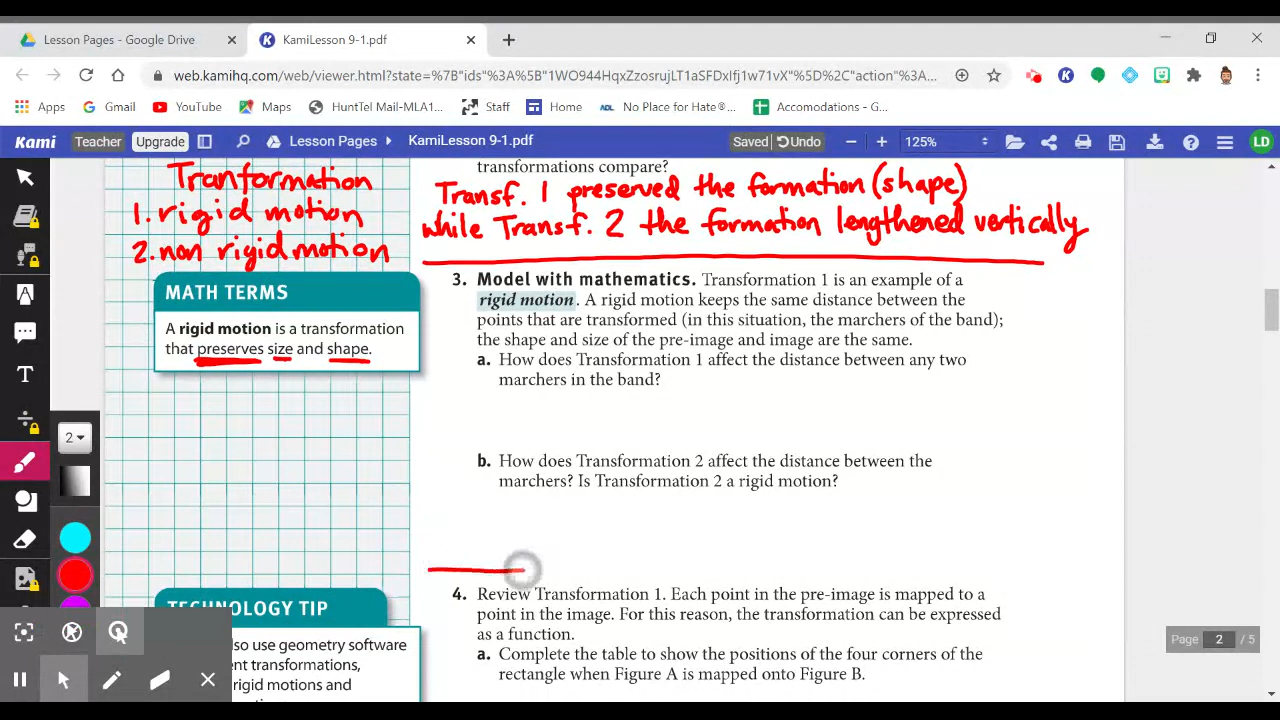 Lesson Pages - Google Drive
KamiLesson 9-1.pdf
web.kamihq.com/web/viewer.html?state=%7B"ids"%3A%5B"1WO944HqxZzosrujLT1aSFDxIfj1w71vX"%5D%2C"action"%3A...
Apps
Gmail
YouTube
Maps
HuntTel Mail-MLA1...
Staff
Home
ADL
No Place for Hate®...
Accomodations - G...
Kami
Teacher
Upgrade
Lesson Pages
KamiLesson 9-1.pdf
Saved
Undo
125%
LD
Tranformation
1. rigid motion
2. non rigid motion
MATH TERMS
A rigid motion is a transformation
that preserves size and shape.
2
TECHNOLOGY TIP
lso use geometry software
ent transformations,
rigid motions and
transformations compare?
Transf. 1 preserved the formation (shape)
while Transf. 2 the formation lengthened vertically
3. Model with mathematics. Transformation 1 is an example of a
rigid motion. A rigid motion keeps the same distance between the
points that are transformed (in this situation, the marchers of the band);
the shape and size of the pre-image and image are the same.
a. How does Transformation 1 affect the distance between any two
marchers in the band?
b. How does Transformation 2 affect the distance between the
marchers? Is Transformation 2 a rigid motion?
4. Review Transformation 1. Each point in the pre-image is mapped to a
point in the image. For this reason, the transformation can be expressed
as a function.
a. Complete the table to show the positions of the four corners of the
rectangle when Figure A is mapped onto Figure B.
Page 2 / 5